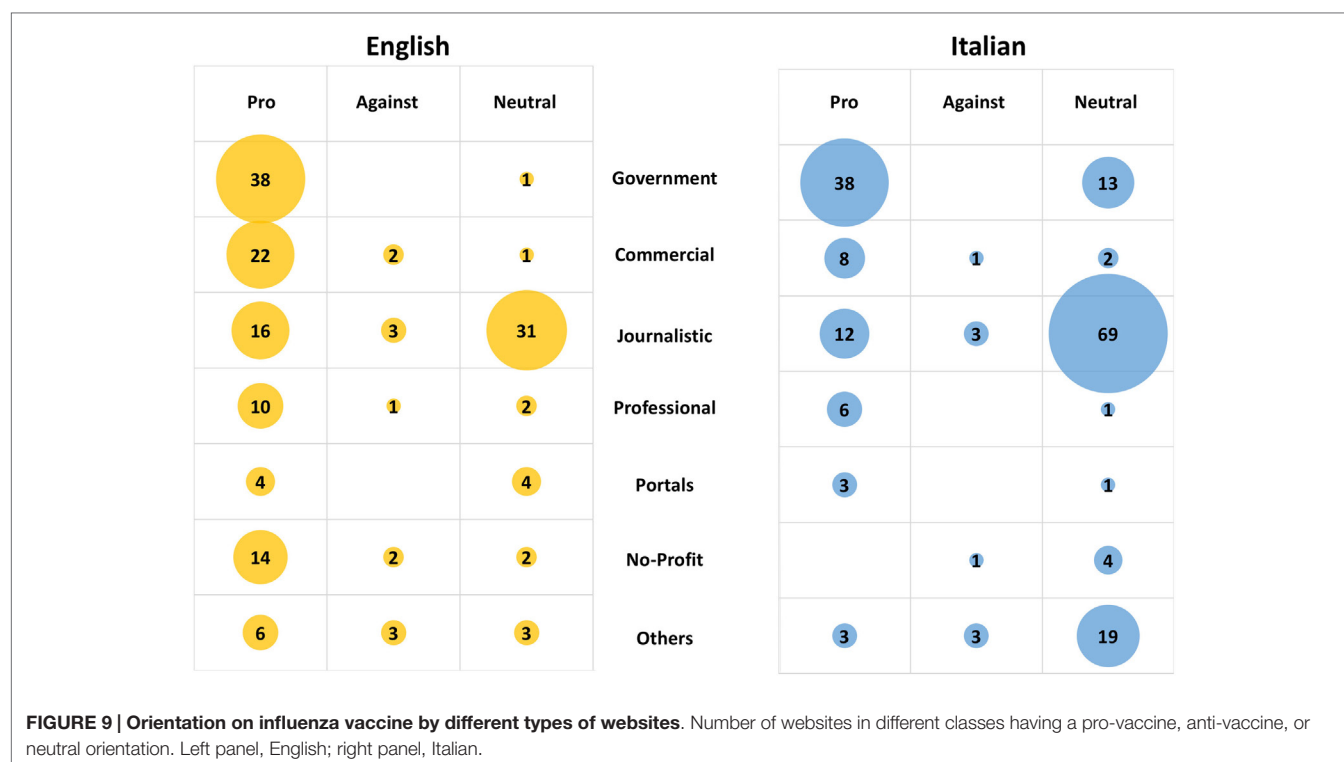 English Italian
Pro Against Neutral Pro Against Neutral
38 1 Government 38 13
22 2 1 Commercial 8 1 2
16 3 31 Journalistic 12 3 69
10 1 2 Professional 6 1
4 4 Portals 3 1
14 2 2 No-Profit 1 4
6 3 3 Others 3 3 19
FIGURE 9 | Orientation on influenza vaccine by different types of websites. Number of websites in different classes having a pro-vaccine, anti-vaccine, or
neutral orientation. Left panel, English; right panel, Italian.